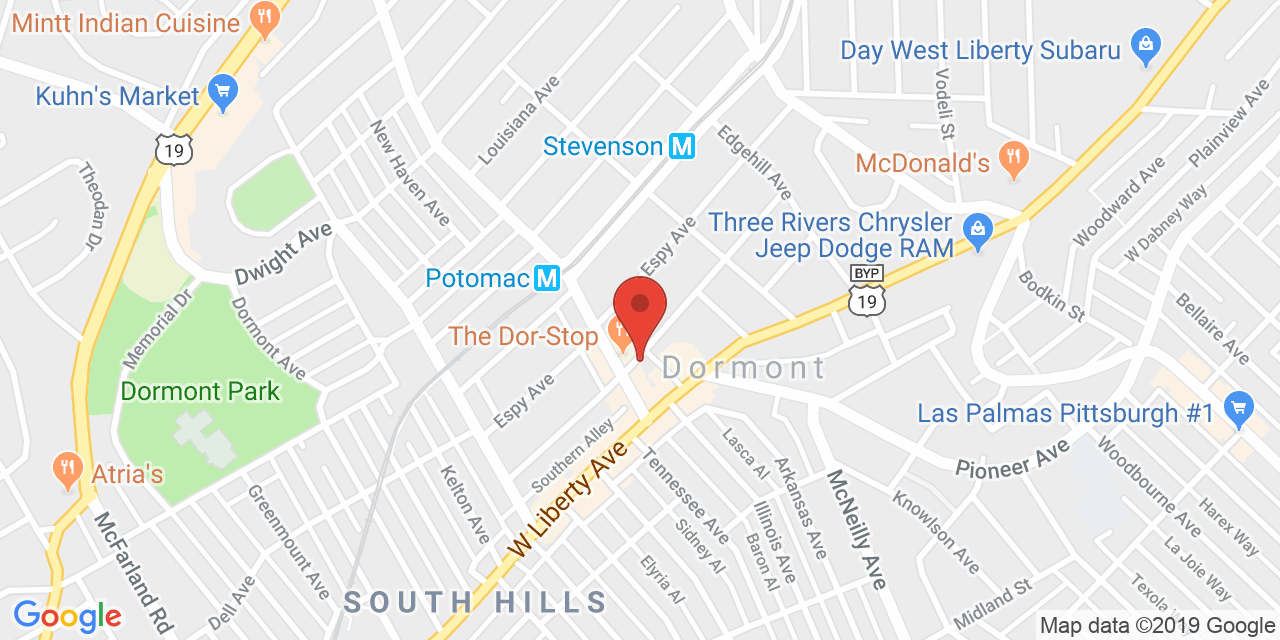 Mintt Indian Cuisine
Day West Liberty Subaru
Kuhn's Market
Louisiana Ave
Vodeli St
Plainview Ave
19
New Haven Ave
Stevenson M
Edgehill Ave
McDonald's
Theodan Dr
Woodward Ave
W Dabney Way
Dwight Ave
Espy Ave
Three Rivers Chrysler
Jeep Dodge RAM
Potomac M
BYP
19
Bodkin St
Memorial Dr
Dormont Ave
Bellaire Ave
The Dor-Stop
Dormont
Dormont Park
Espy Ave
Las Palmas Pittsburgh #1
Southern Alley
Lasca Al
Pioneer Ave
Atria's
Kelton Ave
W Liberty Ave
Tennessee Ave
Arkansas Ave
McNeilly Ave
Knowlson Ave
Woodbourne Ave
Harex Way
Greenmount Ave
McFarland Rd
Sidney Al
Illinois Ave
Baron Al
La Joie Way
Dell Ave
Elyria Al
Midland St
Texola Way
SOUTH HILLS
Google
Map data ©2019 Google